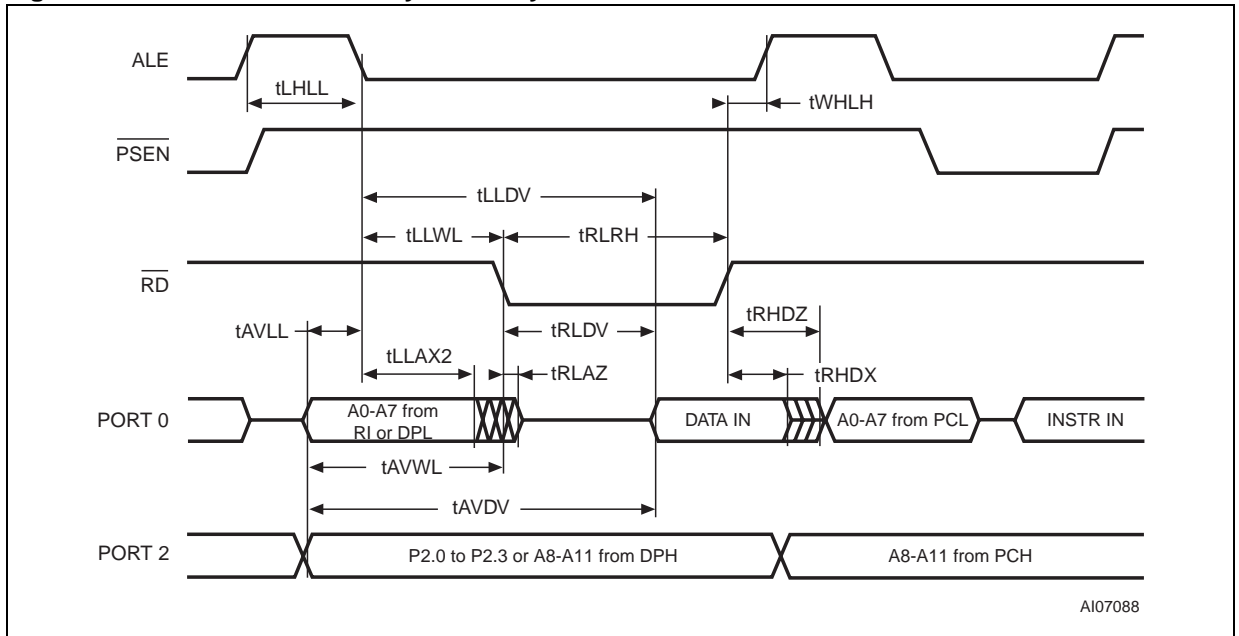 ALE
tLHLL
tWHLH
PSEN
tLLDV
tLLWL
tRLRH
RD
tAVLL
tRLDV
tRHDZ
tLLAX2
tRLAZ
tRHDX
PORT 0
A0-A7 from
RI or DPL
DATA IN
A0-A7 from PCL
INSTR IN
tAVWL
tAVDV
PORT 2
P2.0 to P2.3 or A8-A11 from DPH
A8-A11 from PCH
AI07088